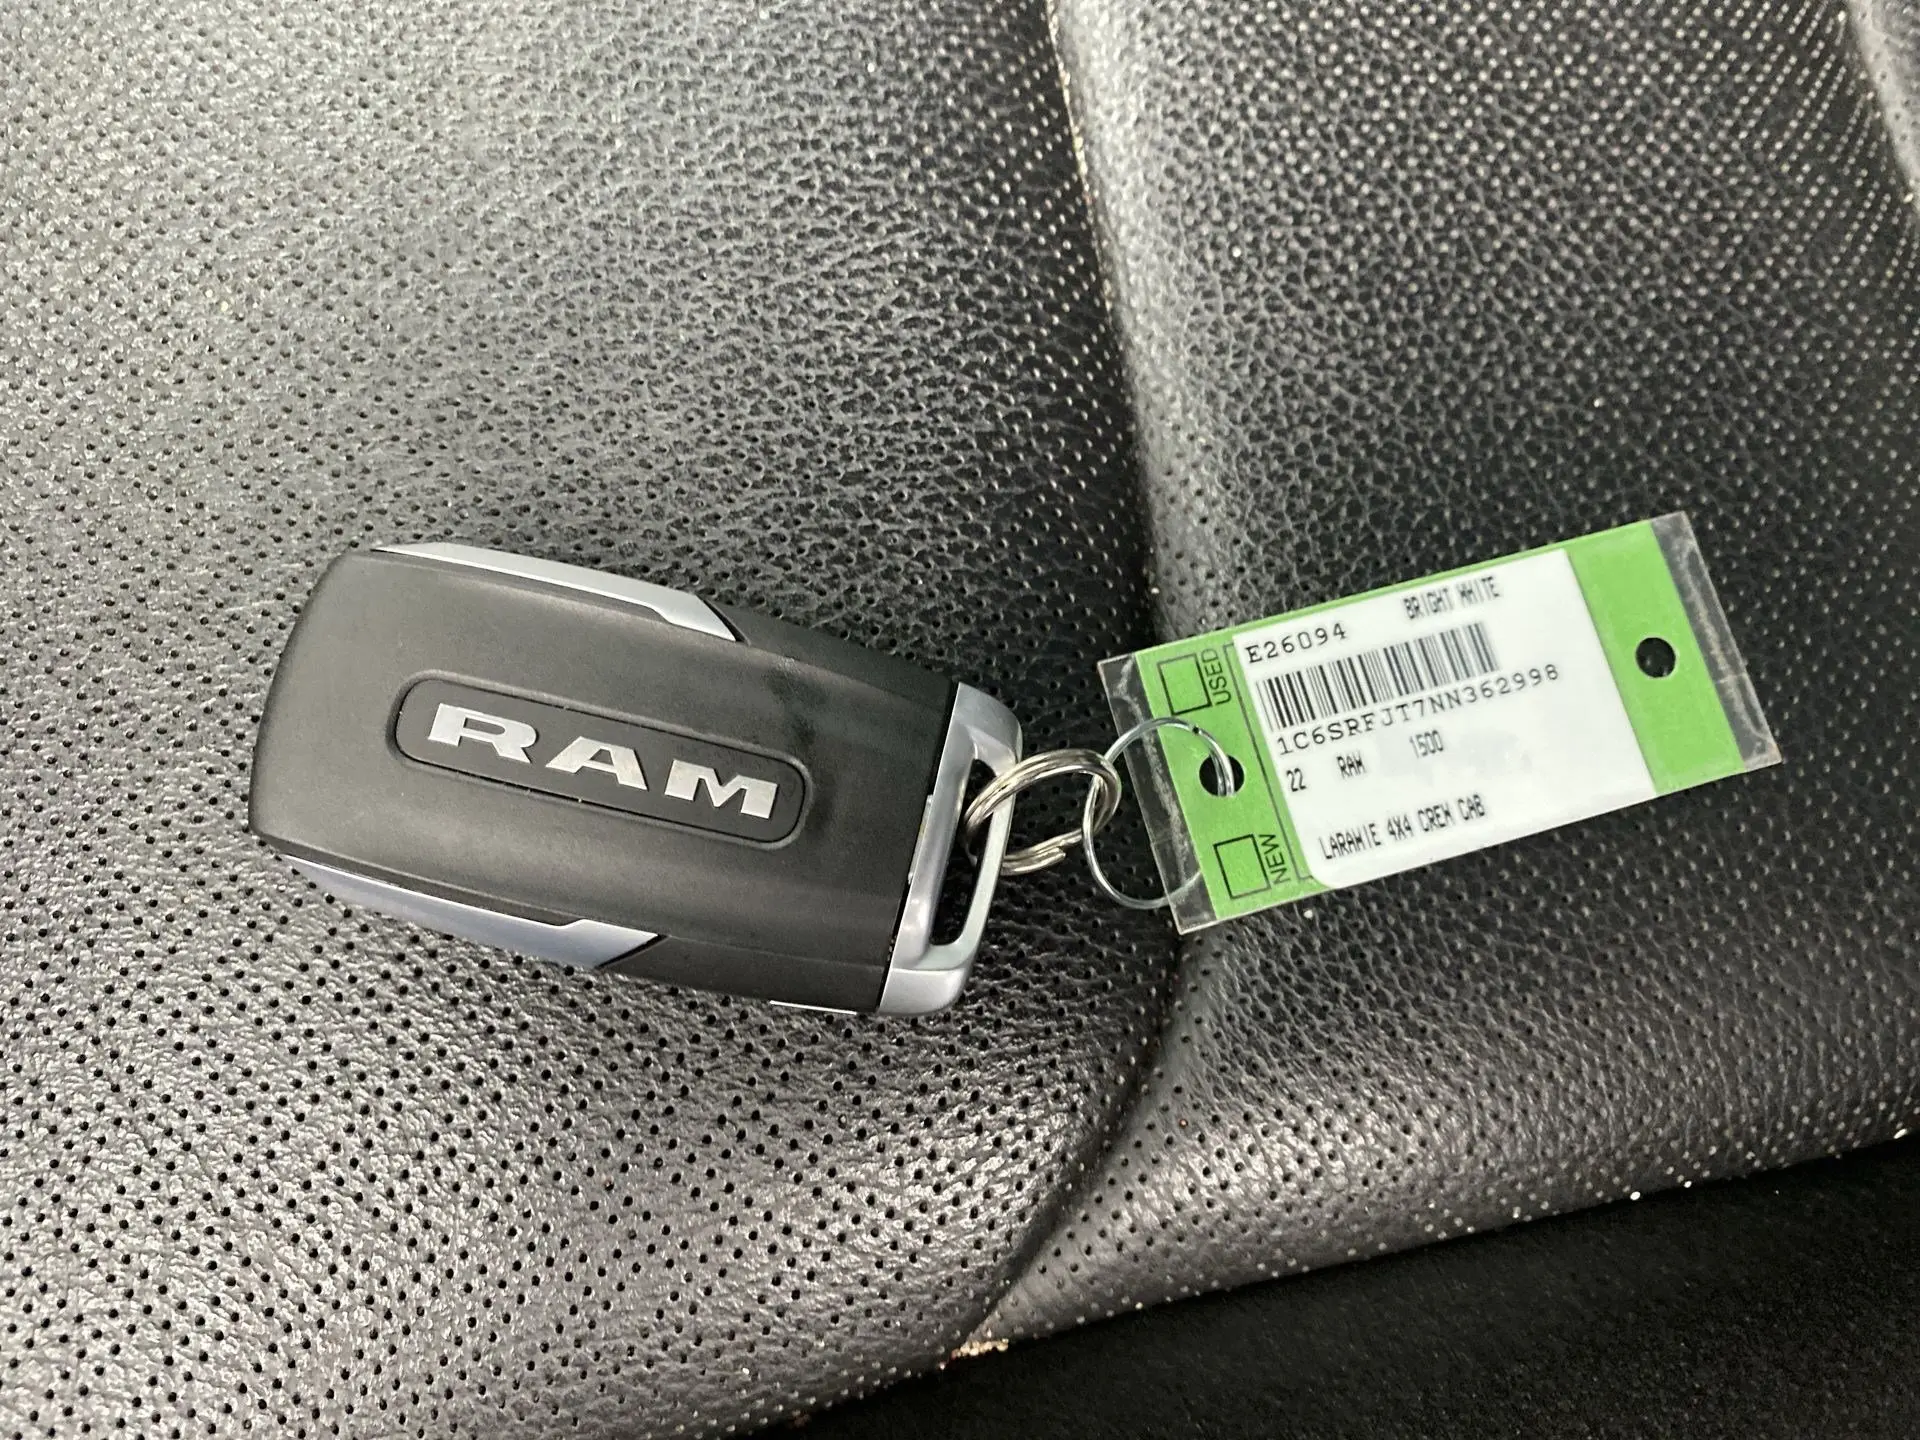 RAM
USED
NEW
E26094 BRIGHT WHITE
1C6SRFJT7NN362998
22 RAM 1500
LARAMIE 4X4 CREW CAB